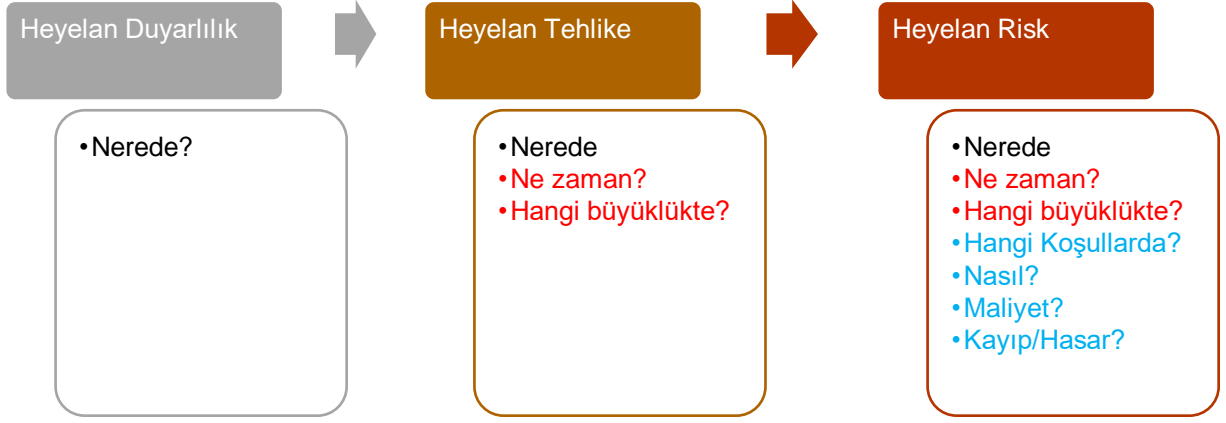 Heyelan Duyarlılık
•Nerede?
Heyelan Tehlike
•Nerede
•Ne zaman?
•Hangi büyüklükte?
Heyelan Risk
•Nerede
•Ne zaman?
•Hangi büyüklükte?
•Hangi Koşullarda?
•Nasıl?
•Maliyet?
•Kayıp/Hasar?